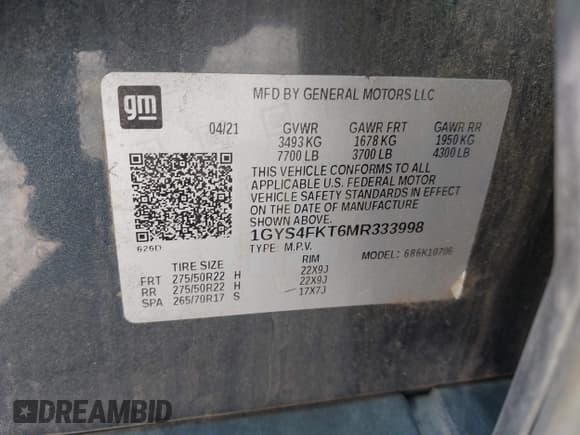 gm
MFD BY GENERAL MOTORS LLC
04/21 GVWR GAWR FRT GAWR RR
3493 KG 1678 KG 1950 KG
7700 LB 3700 LB 4300 LB
THIS VEHICLE CONFORMS TO ALL
APPLICABLE U.S. FEDERAL MOTOR
VEHICLE SAFETY STANDARDS IN EFFECT
ON THE DATE OF MANUFACTURE
SHOWN ABOVE.
1GYS4FKT6MR333998
626D TYPE: M.P.V. MODEL: 6B6K10706
TIRE SIZE RIM
FRT 275/50R22 H 22X9J
RR 275/50R22 H 22X9J
SPA 265/70R17 S 17X7J
DREAMBID